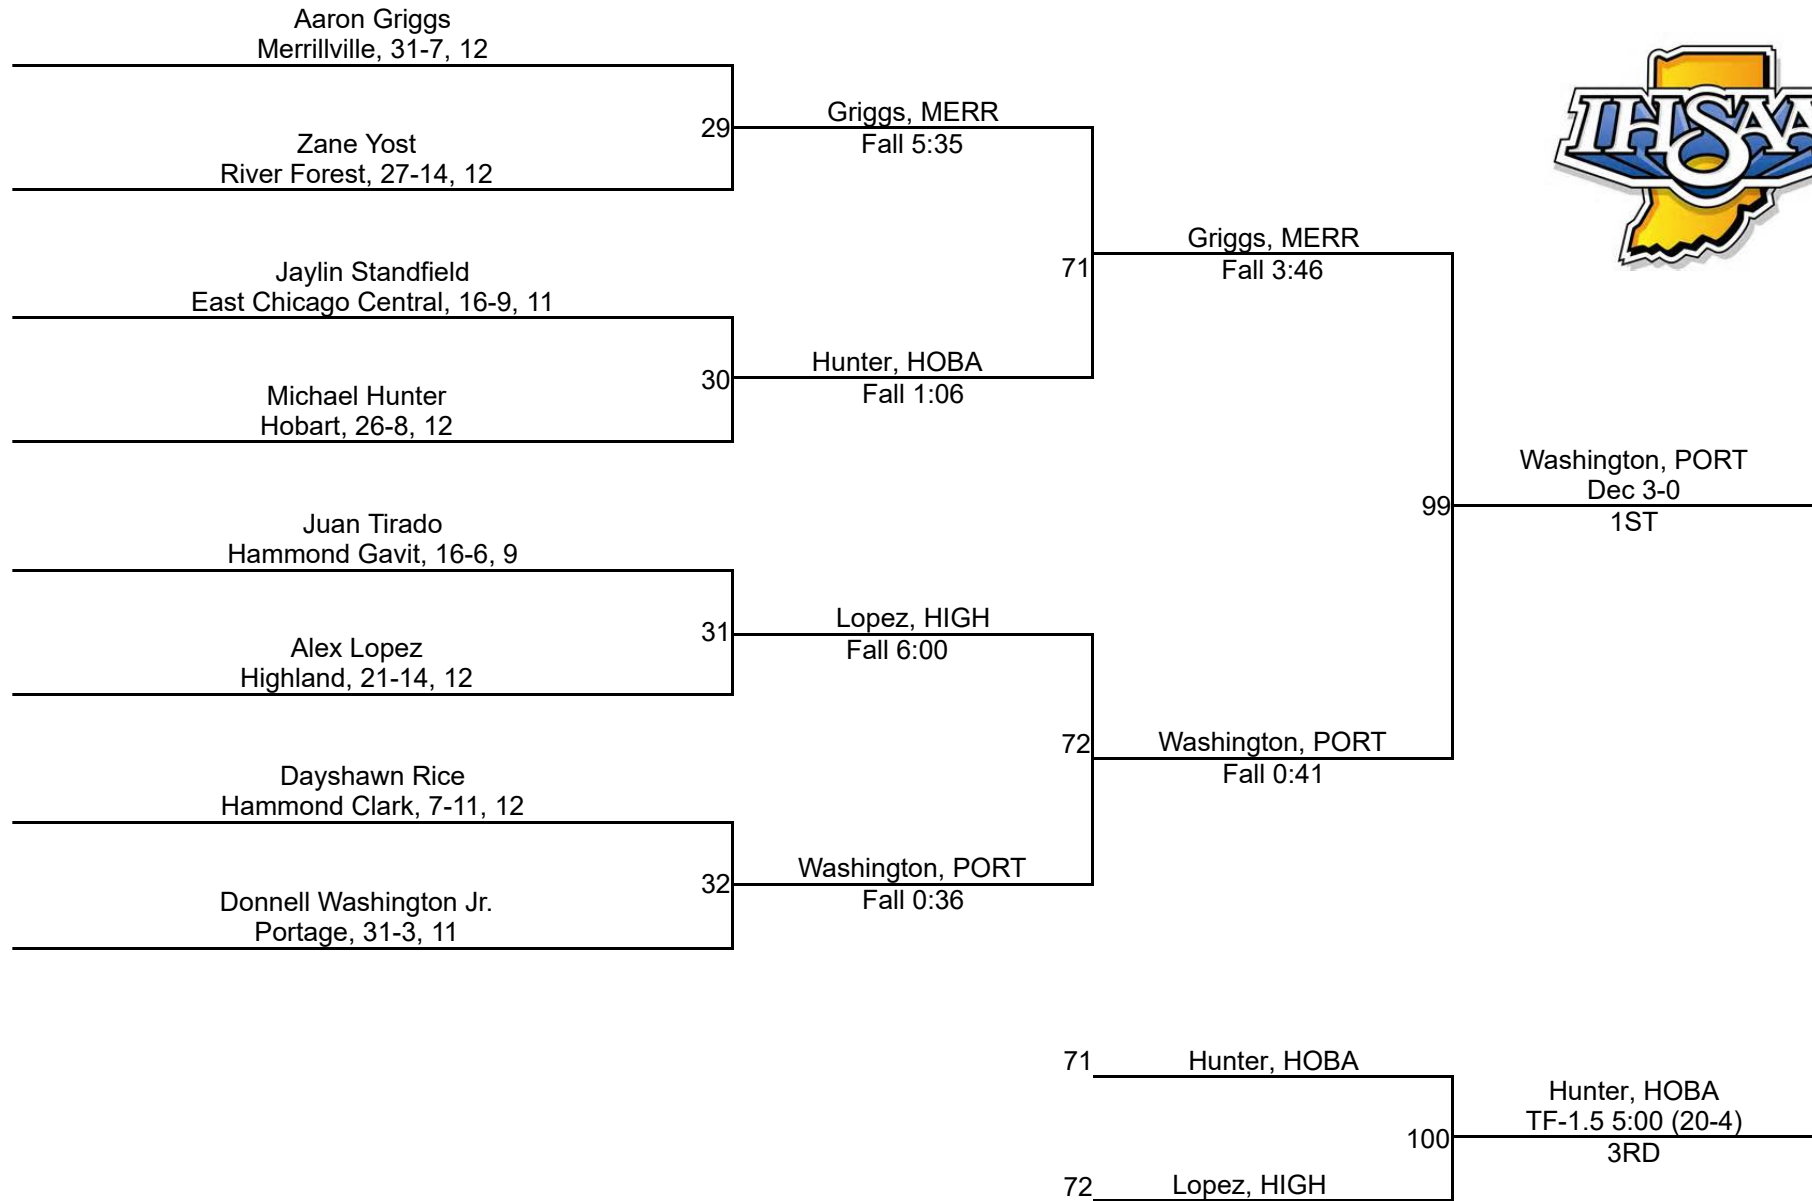 Aaron Griggs
Merrillville, 31-7, 12
Zane Yost
River Forest, 27-14, 12
29
Griggs, MERR
Fall 5:35
Jaylin Standfield
East Chicago Central, 16-9, 11
Michael Hunter
Hobart, 26-8, 12
30
Hunter, HOBA
Fall 1:06
71
Griggs, MERR
Fall 3:46
IHSAA
Juan Tirado
Hammond Gavit, 16-6, 9
Alex Lopez
Highland, 21-14, 12
31
Lopez, HIGH
Fall 6:00
Dayshawn Rice
Hammond Clark, 7-11, 12
Donnell Washington Jr.
Portage, 31-3, 11
32
Washington, PORT
Fall 0:36
72
Washington, PORT
Fall 0:41
99
Washington, PORT
Dec 3-0
1ST
71
Hunter, HOBA
72
Lopez, HIGH
100
Hunter, HOBA
TF-1.5 5:00 (20-4)
3RD